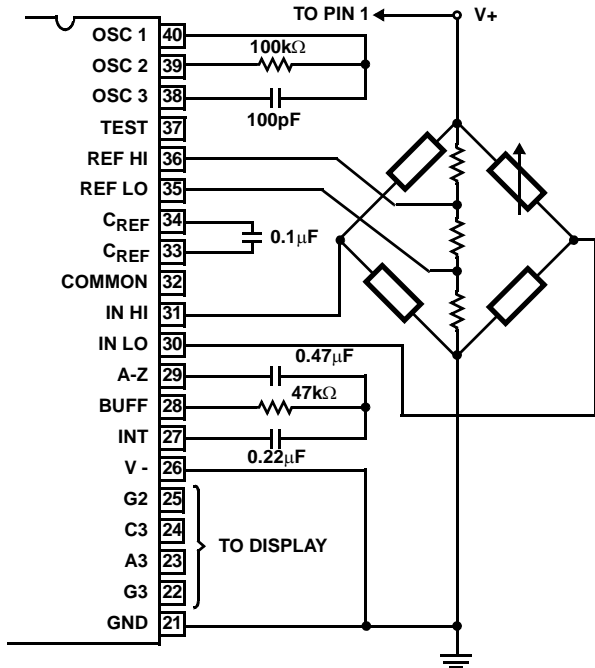 TO PIN 1
V+
OSC 1 40
100kΩ
OSC 2 39
OSC 3 38
100pF
TEST 37
REF HI 36
REF LO 35
CREF 34
0.1µF
CREF 33
COMMON 32
IN HI 31
IN LO 30
0.47µF
A-Z 29
47kΩ
BUFF 28
INT 27
0.22µF
V - 26
G2 25
C3 24
TO DISPLAY
A3 23
G3 22
GND 21